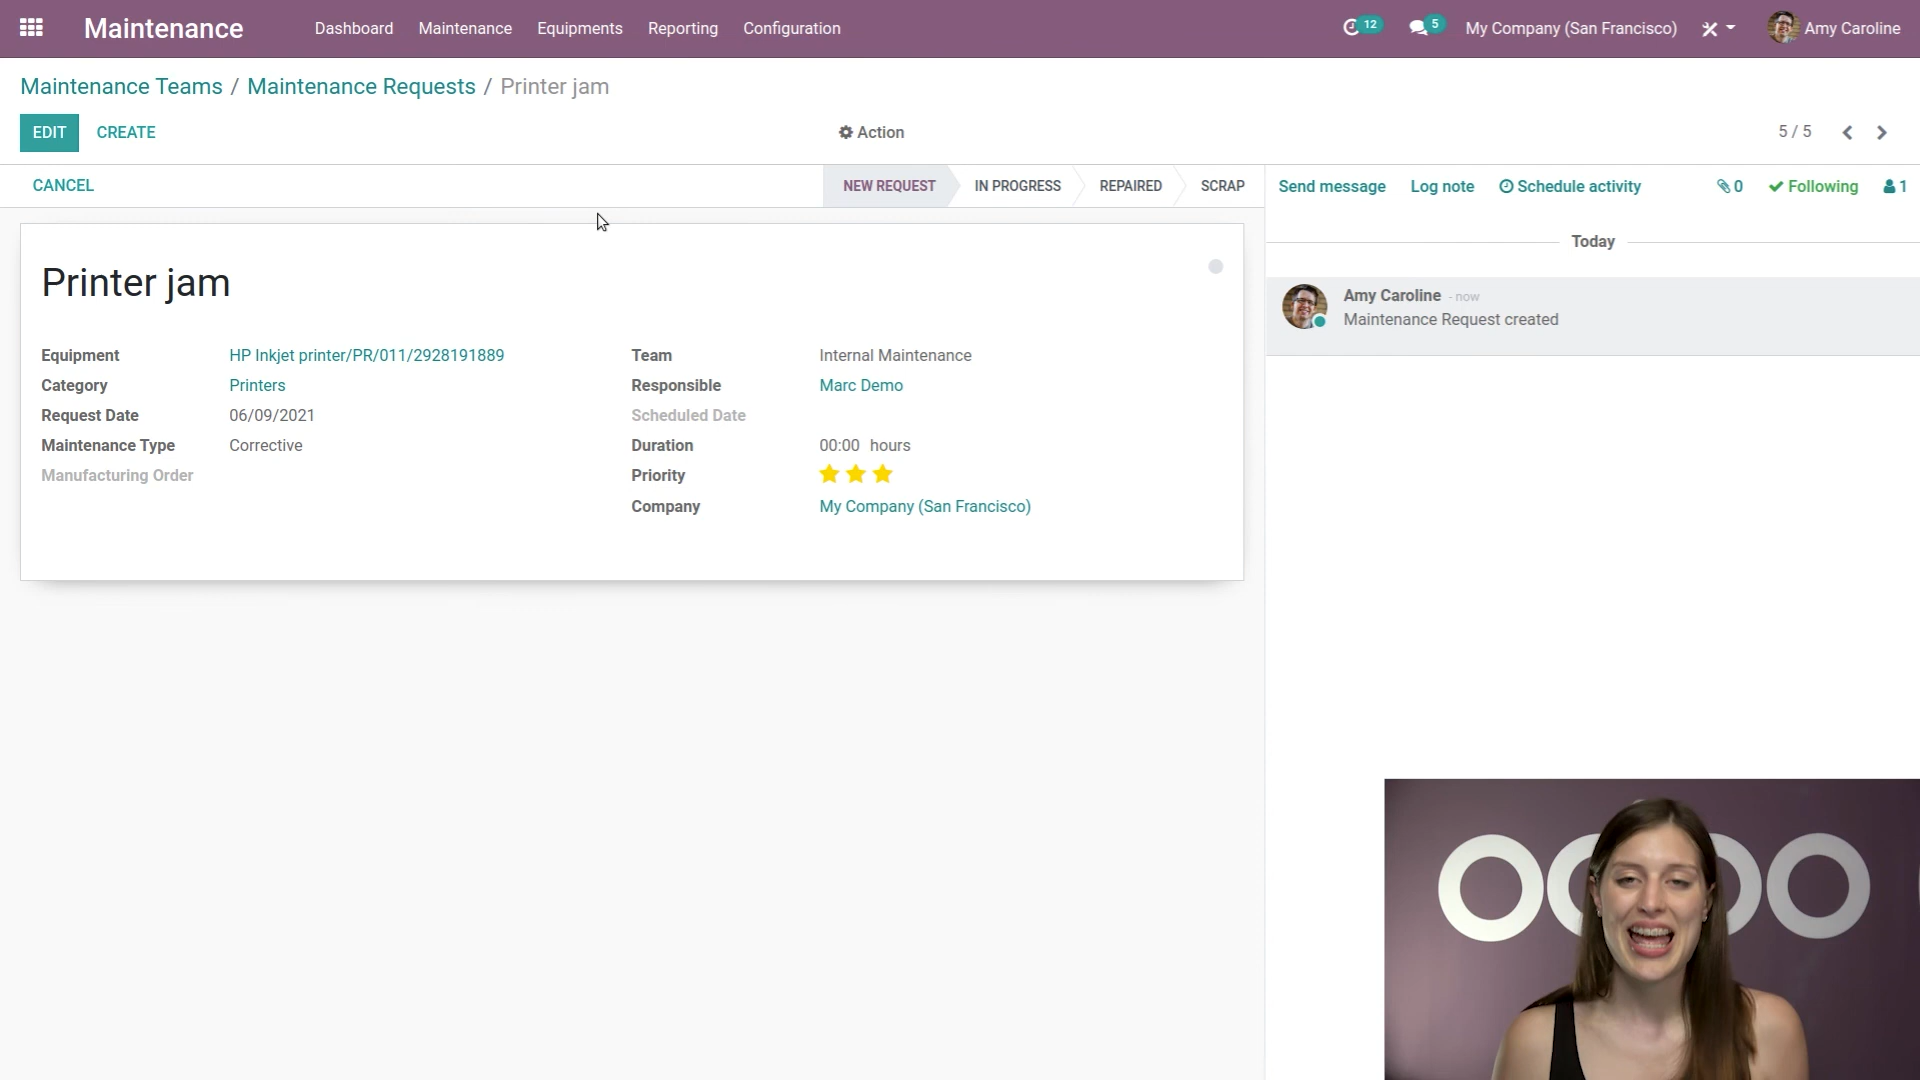 Maintenance
Dashboard
Maintenance
Equipments
Reporting
Configuration
12
5
My Company (San Francisco)
Amy Caroline
Maintenance Teams / Maintenance Requests / Printer jam
EDIT
CREATE
Action
5 / 5
CANCEL
NEW REQUEST
IN PROGRESS
REPAIRED
SCRAP
Send message
Log note
Schedule activity
0
Following
1
Today
Amy Caroline - now
Maintenance Request created
Printer jam
Equipment HP Inkjet printer/PR/011/2928191889
Category Printers
Request Date 06/09/2021
Maintenance Type Corrective
Manufacturing Order
Team Internal Maintenance
Responsible Marc Demo
Scheduled Date
Duration 00:00 hours
Priority
Company My Company (San Francisco)